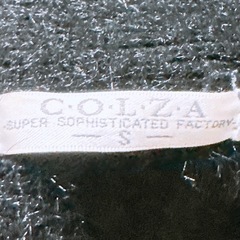 C·O·L·Z·A
-SUPER SOPHISTICATED FACTORY-
— S —